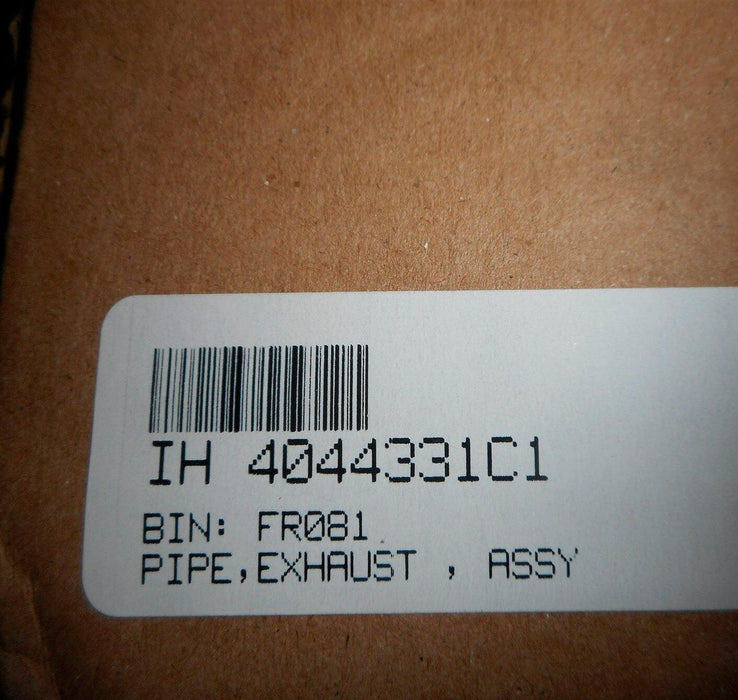 IH 4044331C1
BIN: FR081
PIPE,EXHAUST , ASSY